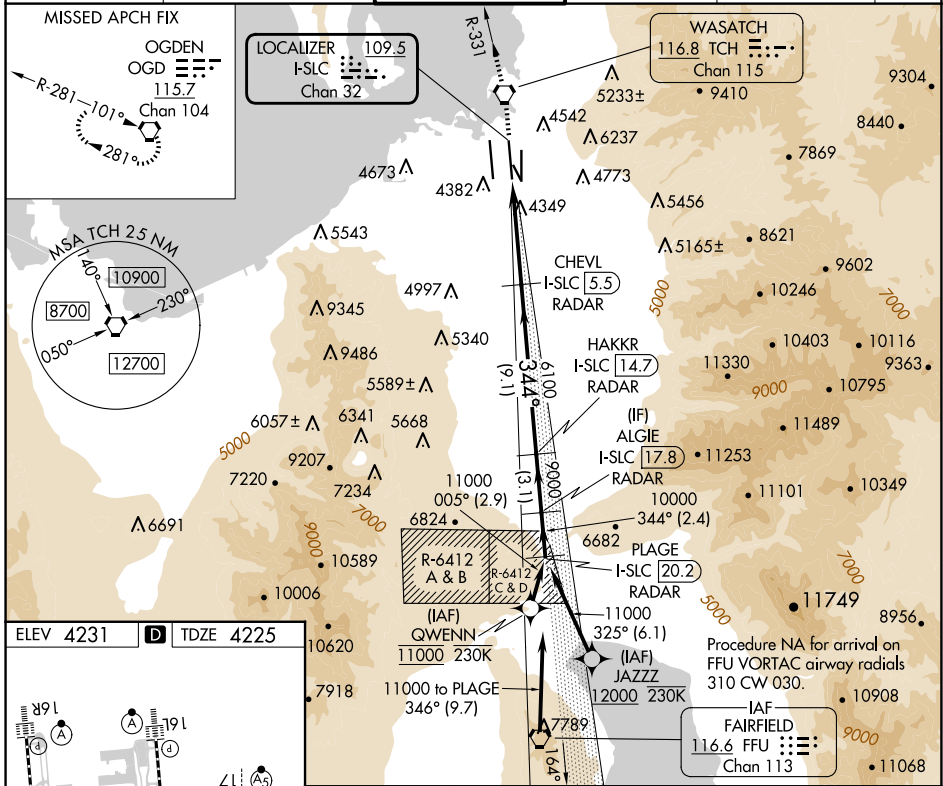 MISSED APCH FIX
OGDEN
OGD
115.7
Chan 104
R-281
101°
281°
LOCALIZER 109.5
I-SLC
Chan 32
R-331
WASATCH
116.8 TCH
Chan 115
5233±
9410
9304
4542
6237
8440
7869
4673
4382
4773
4349
5456
5543
5165±
8621
MSA TCH 25 NM
140°
10900
8700
230°
050°
12700
CHEVL
I-SLC 5.5
RADAR
4997
9602
10246
5000
7000
9345
5340
9486
HAKKR
I-SLC 14.7
RADAR
344°
(9.1)
6100
10403
10116
11330
9363
9000
10795
5589±
6057±
6341
5668
(IF)
ALGIE
I-SLC 17.8
RADAR
11489
11253
5000
9207
7220
7234
7000
11000
005° (2.9)
(3.1)
9000
10000
344° (2.4)
11101
10349
6691
6824
6682
9000
10589
R-6412
A & B
R-6412
C & D
PLAGE
I-SLC 20.2
RADAR
7000
10006
11749
5000
8956
(IAF)
QWENN
11000 230K
11000
325° (6.1)
10620
ELEV 4231
D
TDZE 4225
(IAF)
JAZZZ
12000 230K
Procedure NA for arrival on
FFU VORTAC airway radials
310 CW 030.
7918
11000 to PLAGE
346° (9.7)
10908
7789
164°
IAF
FAIRFIELD
116.6 FFU
Chan 113
9000
11068
16R
A
P
A
16L
P
17
A5